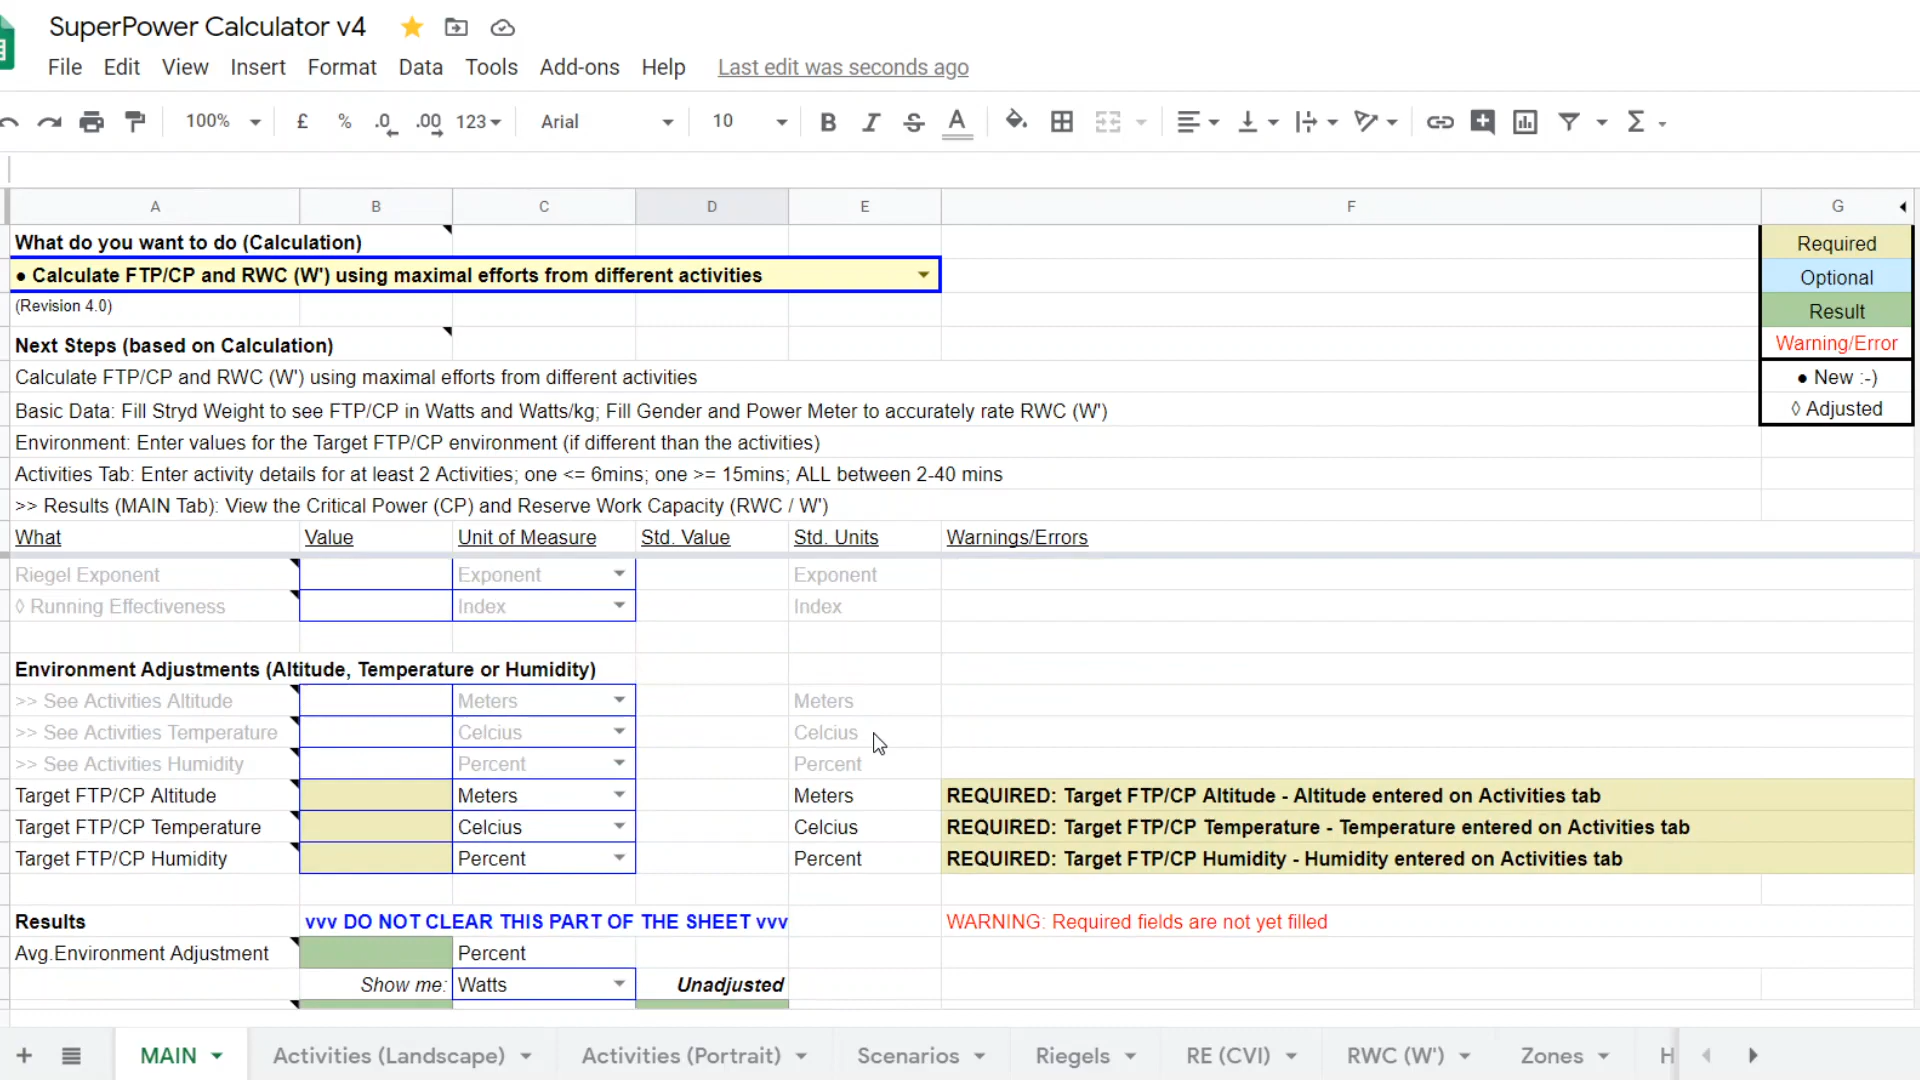 SuperPower Calculator v4
File Edit View Insert Format Data Tools Add-ons Help Last edit was seconds ago
100% £ % .0 .00 123 Arial 10 B I S A Σ
A B C D E F G
What do you want to do (Calculation) Required
● Calculate FTP/CP and RWC (W') using maximal efforts from different activities Optional
(Revision 4.0) Result
Next Steps (based on Calculation) Warning/Error
Calculate FTP/CP and RWC (W') using maximal efforts from different activities ● New :-)
Basic Data: Fill Stryd Weight to see FTP/CP in Watts and Watts/kg; Fill Gender and Power Meter to accurately rate RWC (W') ◊ Adjusted
Environment: Enter values for the Target FTP/CP environment (if different than the activities)
Activities Tab: Enter activity details for at least 2 Activities; one <= 6mins; one >= 15mins; ALL between 2-40 mins
>> Results (MAIN Tab): View the Critical Power (CP) and Reserve Work Capacity (RWC / W')
What Value Unit of Measure Std. Value Std. Units Warnings/Errors
Riegel Exponent Exponent Exponent
◊ Running Effectiveness Index Index
Environment Adjustments (Altitude, Temperature or Humidity)
>> See Activities Altitude Meters Meters
>> See Activities Temperature Celcius Celcius
>> See Activities Humidity Percent Percent
Target FTP/CP Altitude Meters Meters REQUIRED: Target FTP/CP Altitude - Altitude entered on Activities tab
Target FTP/CP Temperature Celcius Celcius REQUIRED: Target FTP/CP Temperature - Temperature entered on Activities tab
Target FTP/CP Humidity Percent Percent REQUIRED: Target FTP/CP Humidity - Humidity entered on Activities tab
Results vvv DO NOT CLEAR THIS PART OF THE SHEET vvv WARNING: Required fields are not yet filled
Avg.Environment Adjustment Percent
Show me: Watts Unadjusted
+ MAIN Activities (Landscape) Activities (Portrait) Scenarios Riegels RE (CVI) RWC (W') Zones H